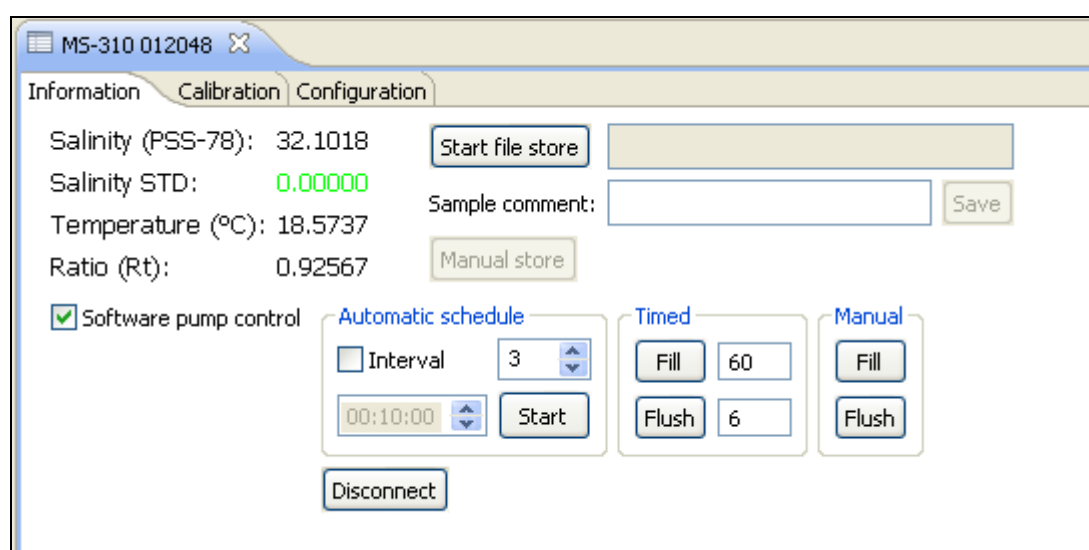 MS-310 012048
Information Calibration Configuration
Salinity (PSS-78): 32.1018 Start file store
Salinity STD: 0.00000
Sample comment: Save
Temperature (ºC): 18.5737
Ratio (Rt): 0.92567 Manual store
Software pump control Automatic schedule Timed Manual
Interval 3 Fill 60 Fill
00:10:00 Start Flush 6 Flush
Disconnect